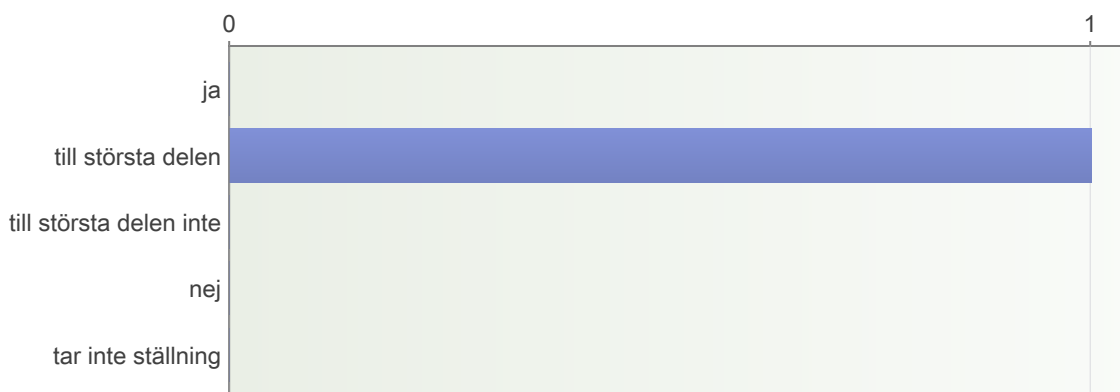 0 1
ja
till största delen
till största delen inte
nej
tar inte ställning